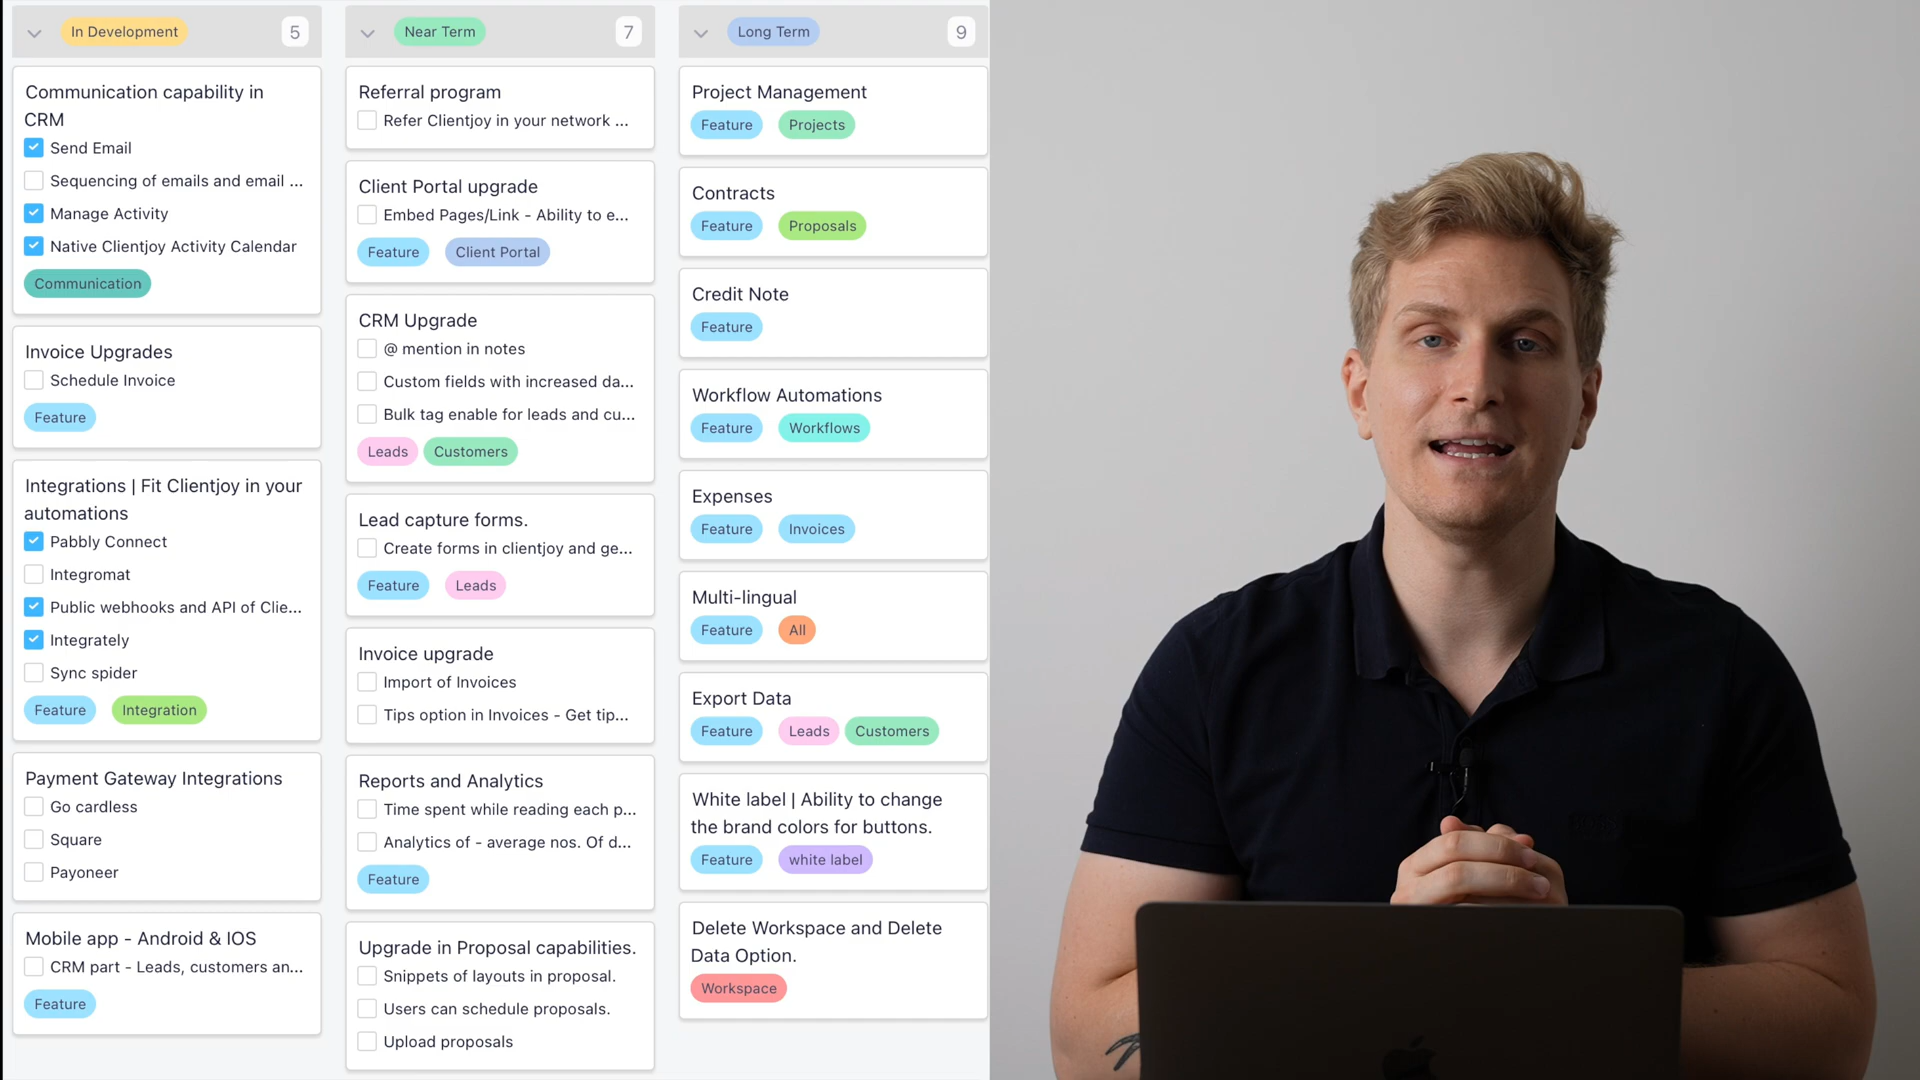 In Development
5
Communication capability in
CRM
Send Email
Sequencing of emails and email ...
Manage Activity
Native Clientjoy Activity Calendar
Communication
Invoice Upgrades
Schedule Invoice
Feature
Integrations | Fit Clientjoy in your
automations
Pabbly Connect
Integromat
Public webhooks and API of Clie...
Integrately
Sync spider
Feature
Integration
Payment Gateway Integrations
Go cardless
Square
Payoneer
Mobile app - Android & IOS
CRM part - Leads, customers an...
Feature
Near Term
7
Referral program
Refer Clientjoy in your network ...
Client Portal upgrade
Embed Pages/Link - Ability to e...
Feature
Client Portal
CRM Upgrade
@ mention in notes
Custom fields with increased da...
Bulk tag enable for leads and cu...
Leads
Customers
Lead capture forms.
Create forms in clientjoy and ge...
Feature
Leads
Invoice upgrade
Import of Invoices
Tips option in Invoices - Get tip...
Reports and Analytics
Time spent while reading each p...
Analytics of - average nos. Of d...
Feature
Upgrade in Proposal capabilities.
Snippets of layouts in proposal.
Users can schedule proposals.
Upload proposals
Long Term
9
Project Management
Feature
Projects
Contracts
Feature
Proposals
Credit Note
Feature
Workflow Automations
Feature
Workflows
Expenses
Feature
Invoices
Multi-lingual
Feature
All
Export Data
Feature
Leads
Customers
White label | Ability to change
the brand colors for buttons.
Feature
white label
Delete Workspace and Delete
Data Option.
Workspace